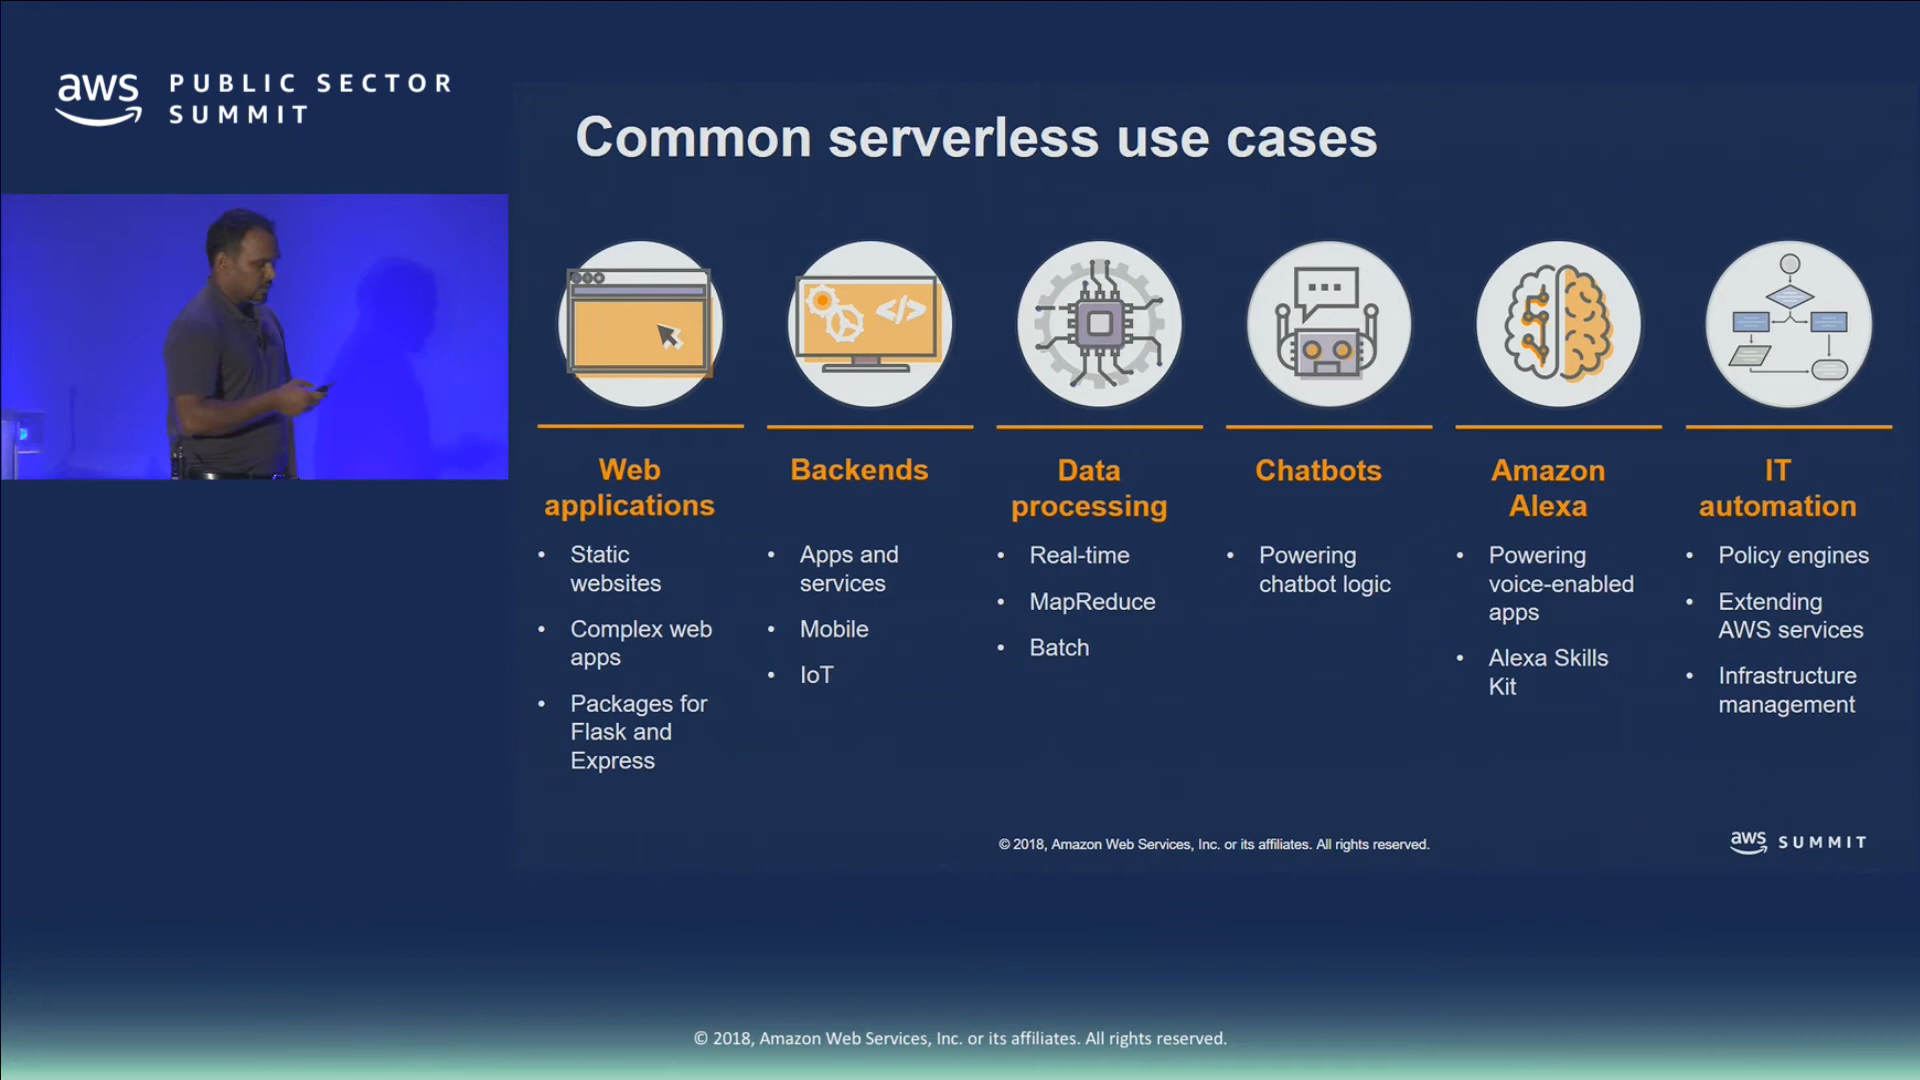 aws PUBLIC SECTOR
SUMMIT
Common serverless use cases
Web
applications
• Static
websites
• Complex web
apps
• Packages for
Flask and
Express
Backends
• Apps and
services
• Mobile
• IoT
Data
processing
• Real-time
• MapReduce
• Batch
Chatbots
• Powering
chatbot logic
Amazon
Alexa
• Powering
voice-enabled
apps
• Alexa Skills
Kit
IT
automation
• Policy engines
• Extending
AWS services
• Infrastructure
management
© 2018, Amazon Web Services, Inc. or its affiliates. All rights reserved.
aws SUMMIT
© 2018, Amazon Web Services, Inc. or its affiliates. All rights reserved.